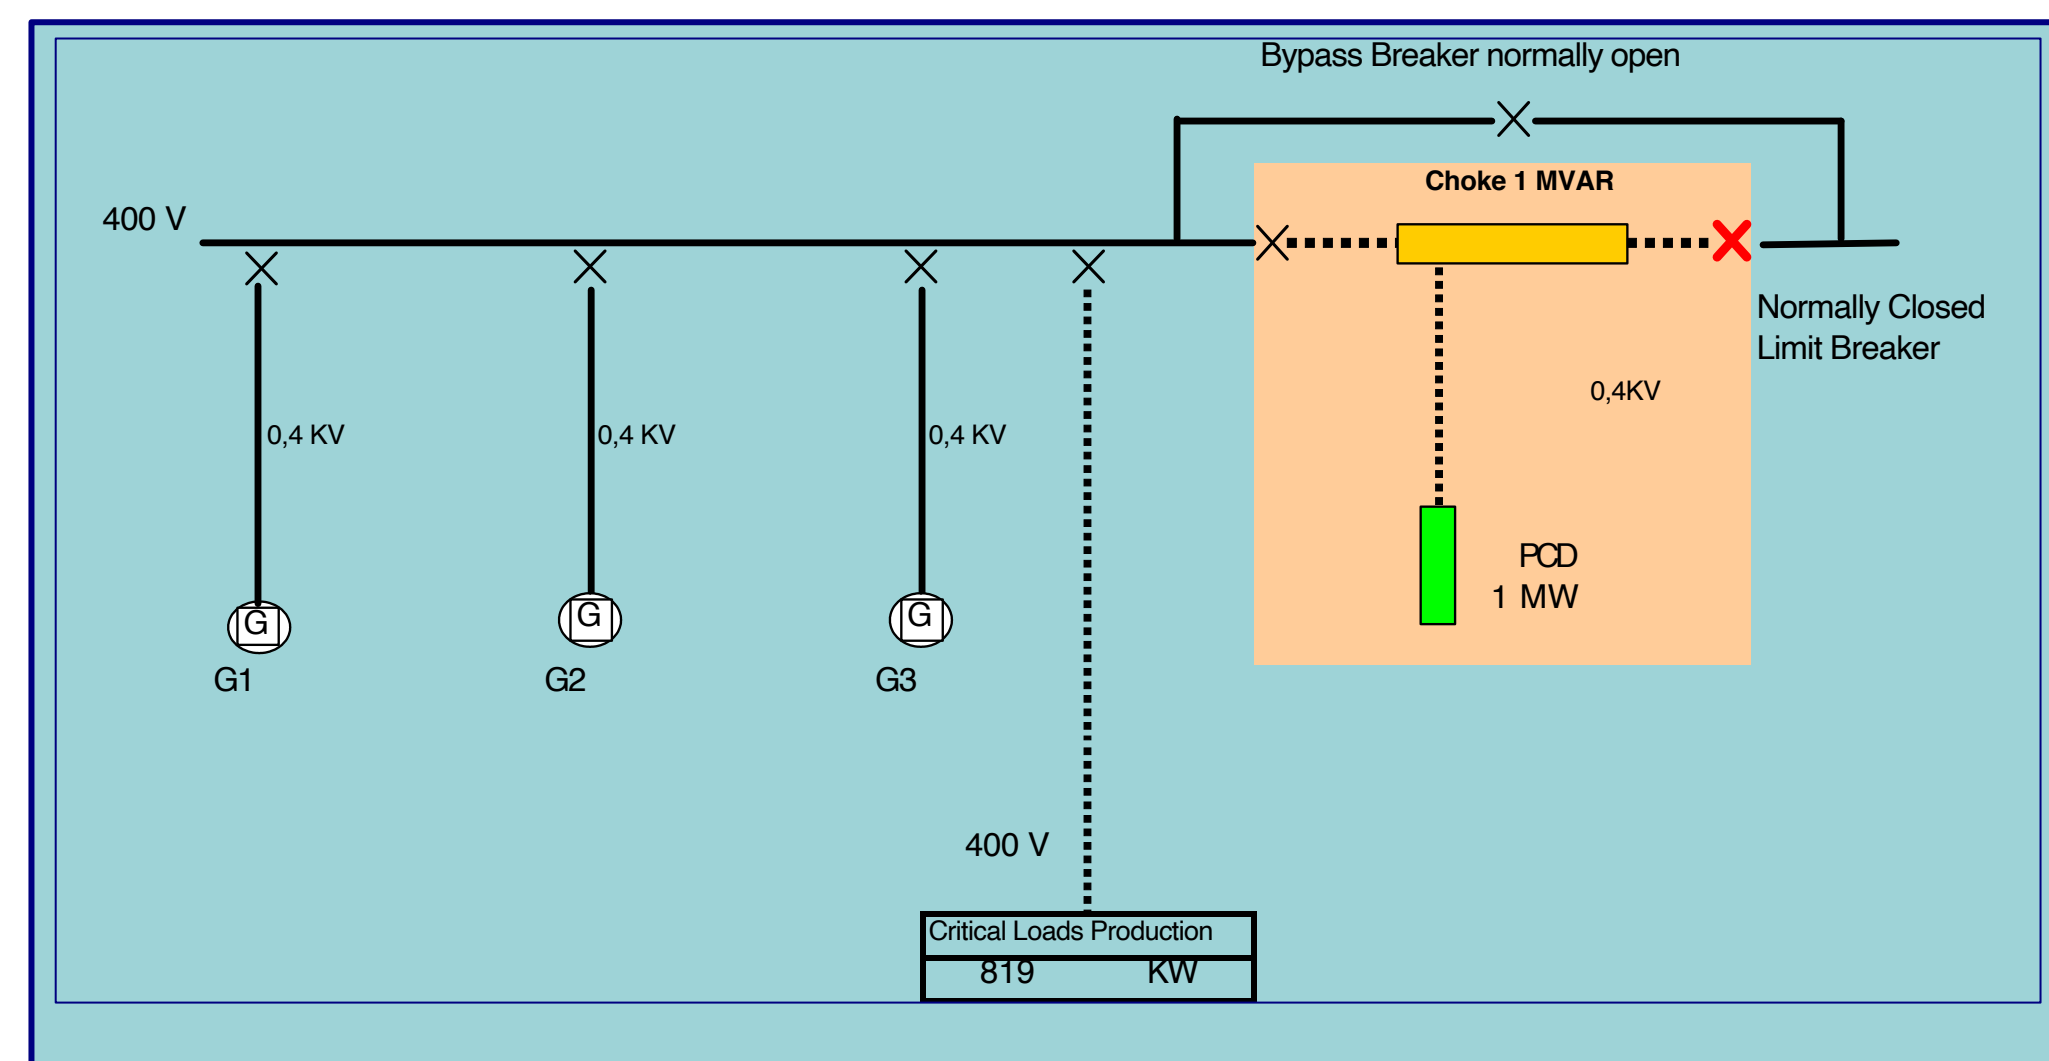 Bypass Breaker normally open
Choke 1 MVAR
400 V
Normally Closed
Limit Breaker
0,4KV
0,4 KV
0,4 KV
0,4 KV
PCD
1 MW
G
G
G
G1
G2
G3
400 V
Critical Loads Production
819 KW